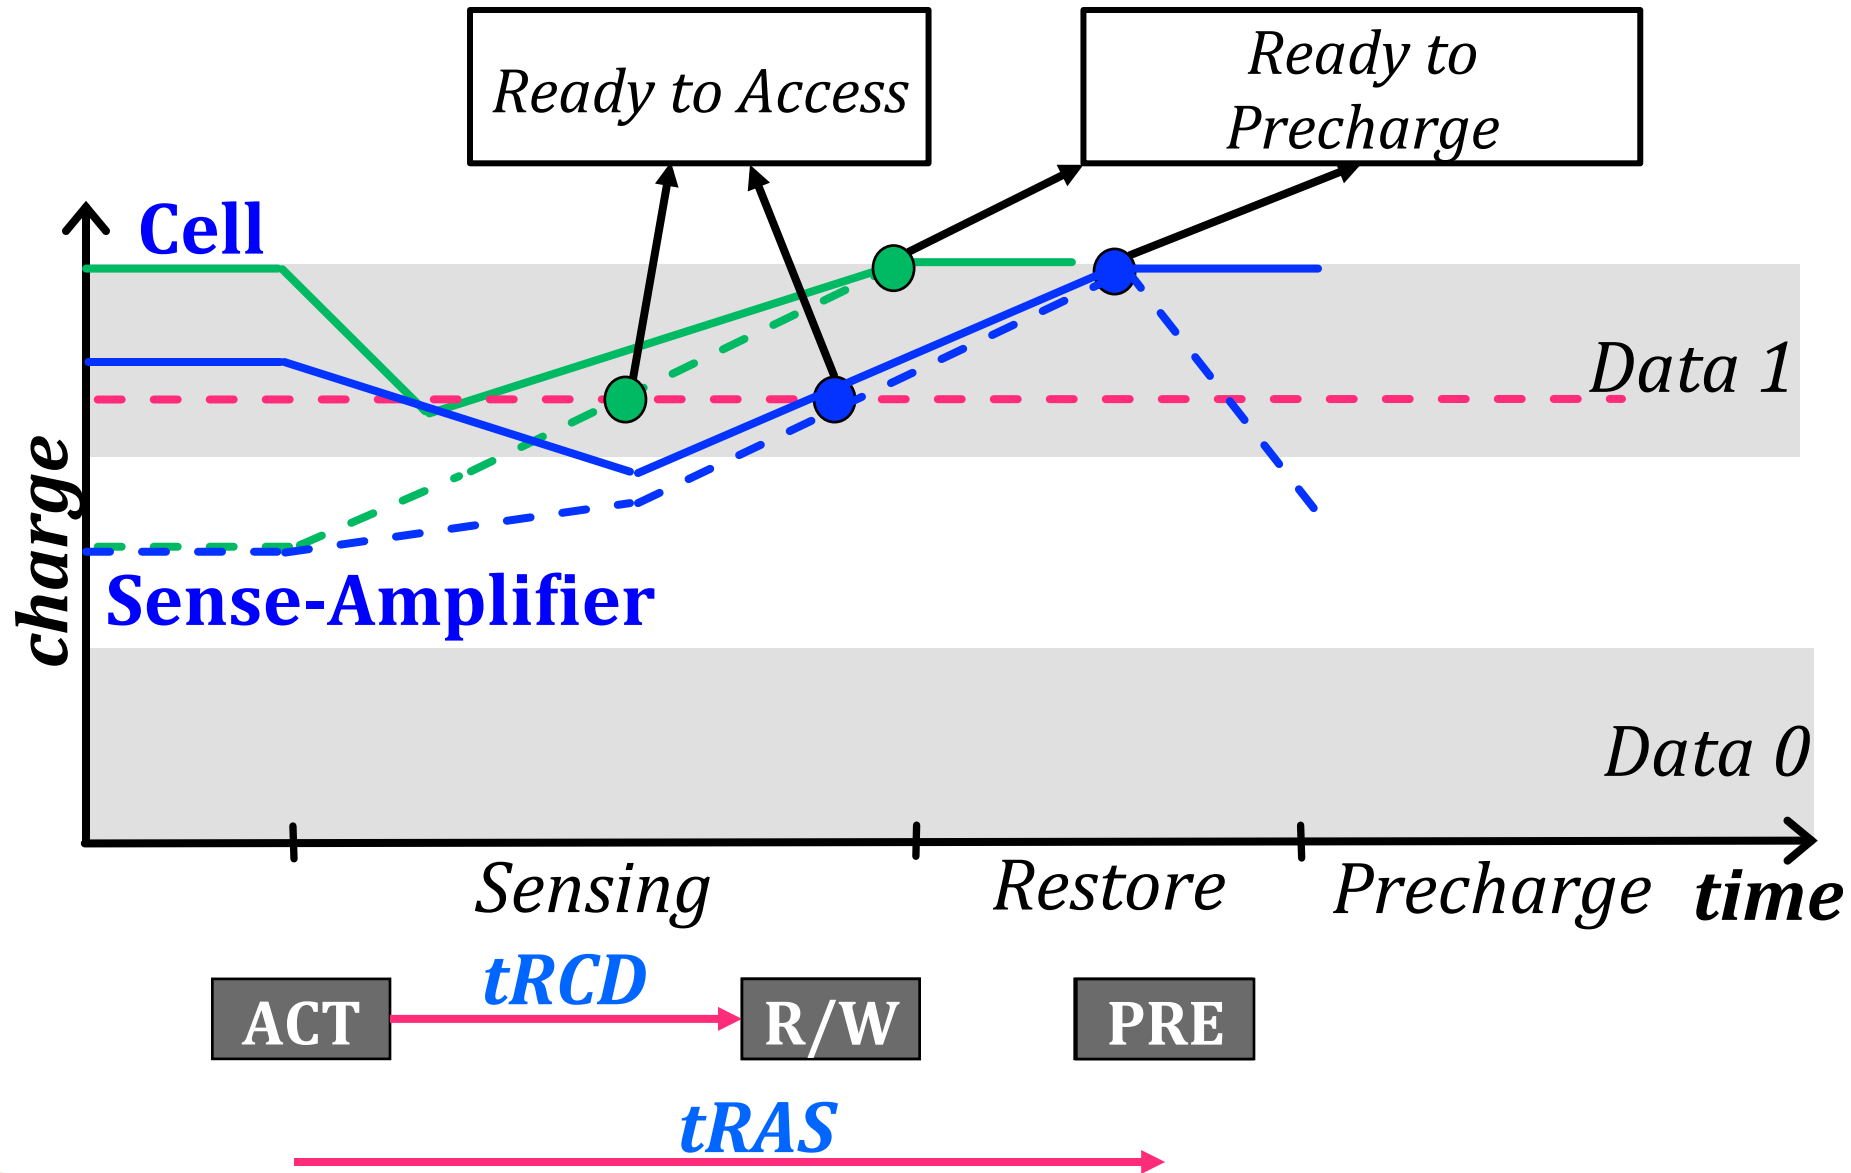 Ready to Access
Ready to
Precharge
Cell
Data 1
charge
Sense-Amplifier
Data 0
Sensing
Restore
Precharge
time
tRCD
ACT
R/W
PRE
tRAS